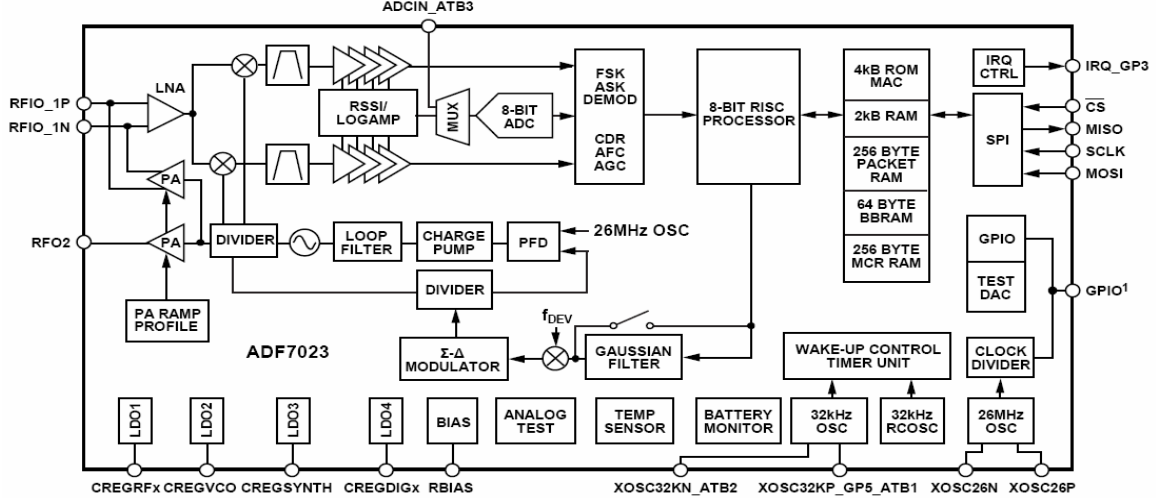 ADCIN_ATB3
LNA
RFIO_1P
RFIO_1N
PA
RFO2
PA
PA RAMP
PROFILE
RSSI/
LOGAMP
MUX
8-BIT
ADC
FSK
ASK
DEMOD
CDR
AFC
AGC
8-BIT RISC
PROCESSOR
4kB ROM
MAC
2kB RAM
256 BYTE
PACKET
RAM
64 BYTE
BBRAM
256 BYTE
MCR RAM
IRQ
CTRL
IRQ_GP3
SPI
CS
MISO
SCLK
MOSI
DIVIDER
LOOP
FILTER
CHARGE
PUMP
PFD
26MHz OSC
DIVIDER
GPIO
TEST
DAC
GPIO¹
ADF7023
Σ-Δ
MODULATOR
fDEV
GAUSSIAN
FILTER
WAKE-UP CONTROL
TIMER UNIT
CLOCK
DIVIDER
LDO1
LDO2
LDO3
LDO4
BIAS
ANALOG
TEST
TEMP
SENSOR
BATTERY
MONITOR
32kHz
OSC
32kHz
RCOSC
26MHz
OSC
CREGRFx
CREGVCO
CREGSYNTH
CREGDIGx
RBIAS
XOSC32KN_ATB2
XOSC32KP_GP5_ATB1
XOSC26N
XOSC26P